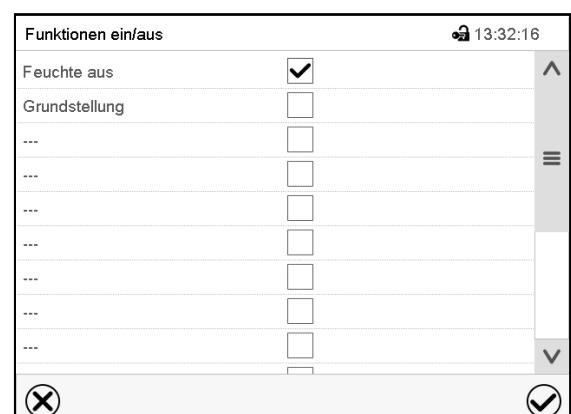 Funktionen ein/aus 13:32:16
Feuchte aus
Grundstellung
---
---
---
---
---
---
---